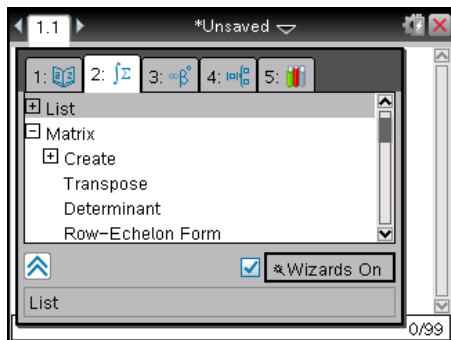 1.1 *Unsaved
1: 2: ∫Σ 3: ∞β° 4: 5:
List
Matrix
Create
Transpose
Determinant
Row-Echelon Form
Wizards On
List
0/99